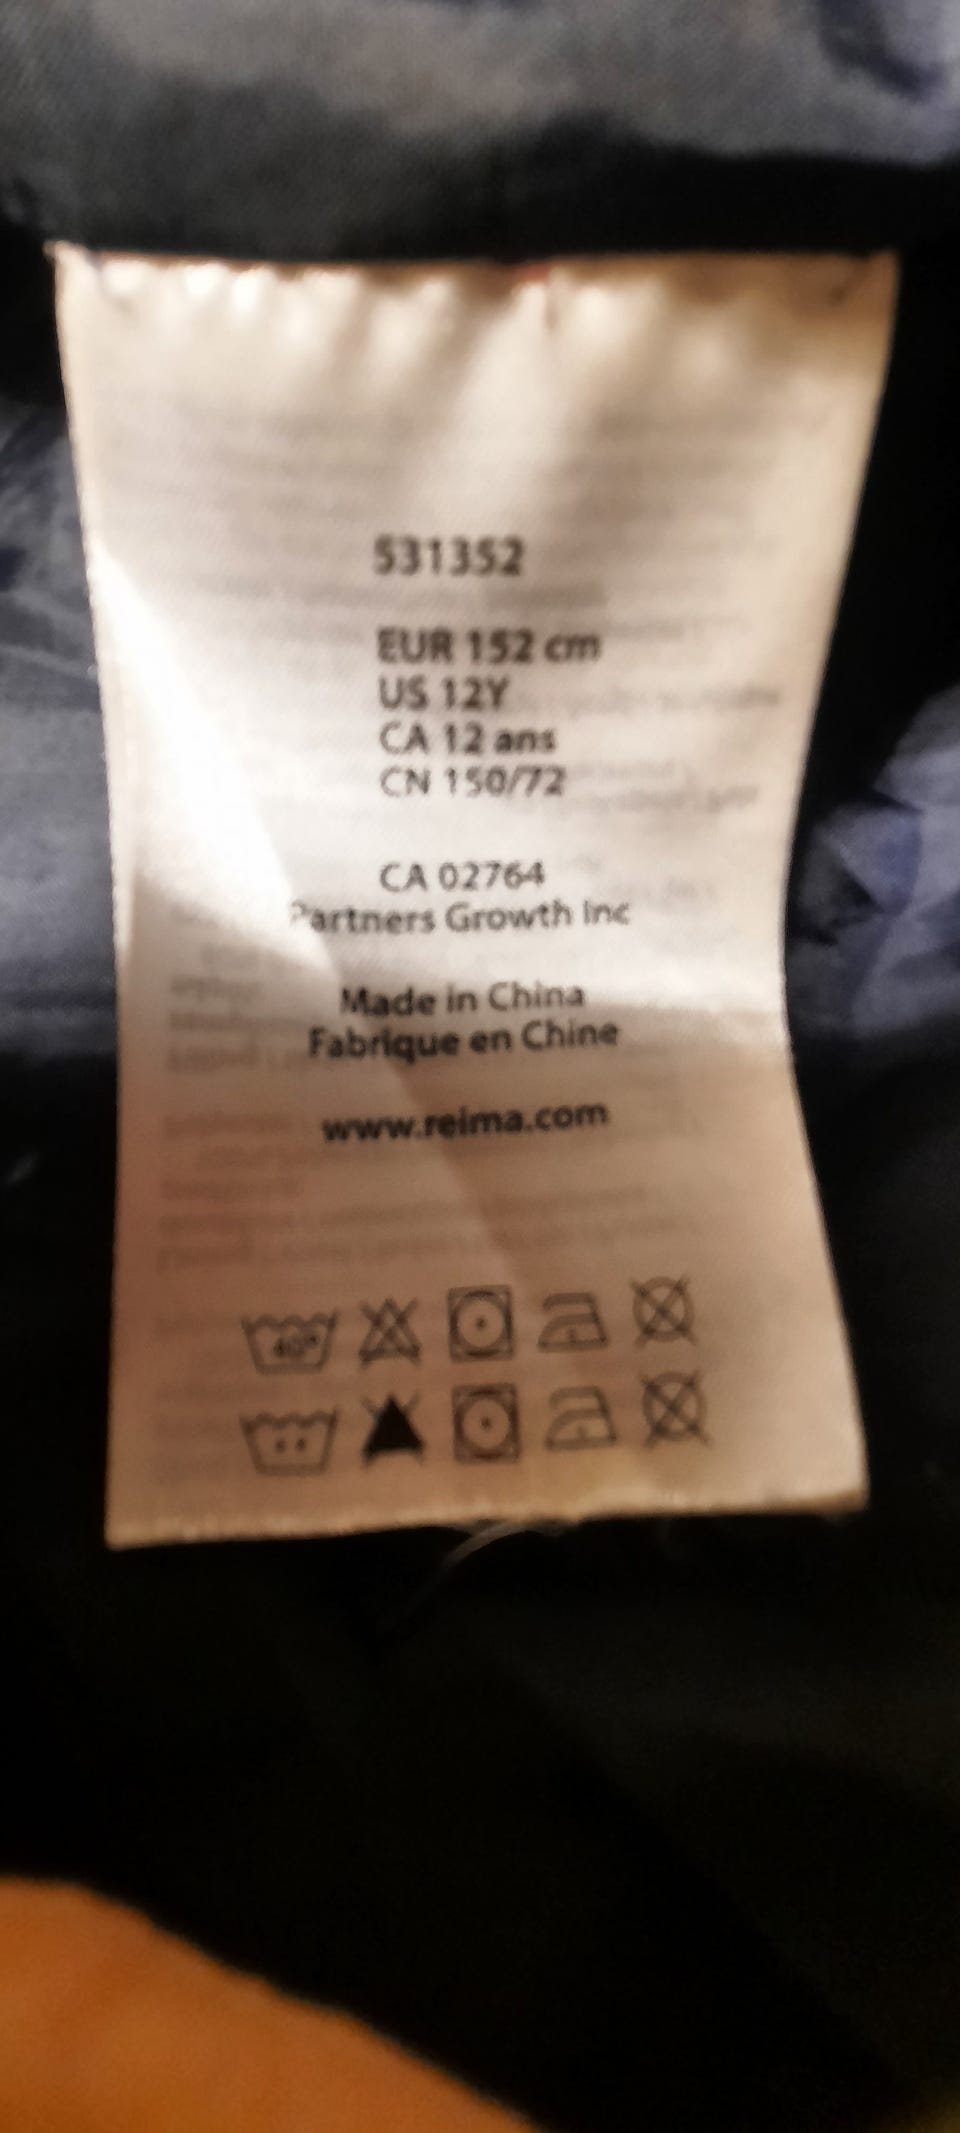 531352
EUR 152 cm
US 12Y
CA 12 ans
CN 150/72
CA 02764
Partners Growth Inc
Made in China
Fabrique en Chine
www.reima.com
40°